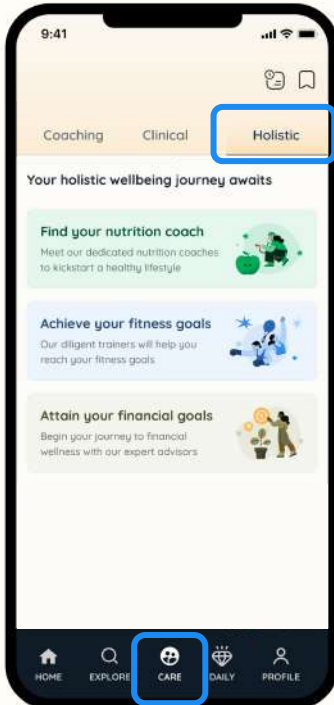 9:41
Coaching Clinical Holistic
Your holistic wellbeing journey awaits
Find your nutrition coach
Meet our dedicated nutrition coaches
to kickstart a healthy lifestyle
Achieve your fitness goals
Our diligent trainers will help you
reach your fitness goals
Attain your financial goals
Begin your journey to financial
wellness with our expert advisors
HOME EXPLORE CARE DAILY PROFILE